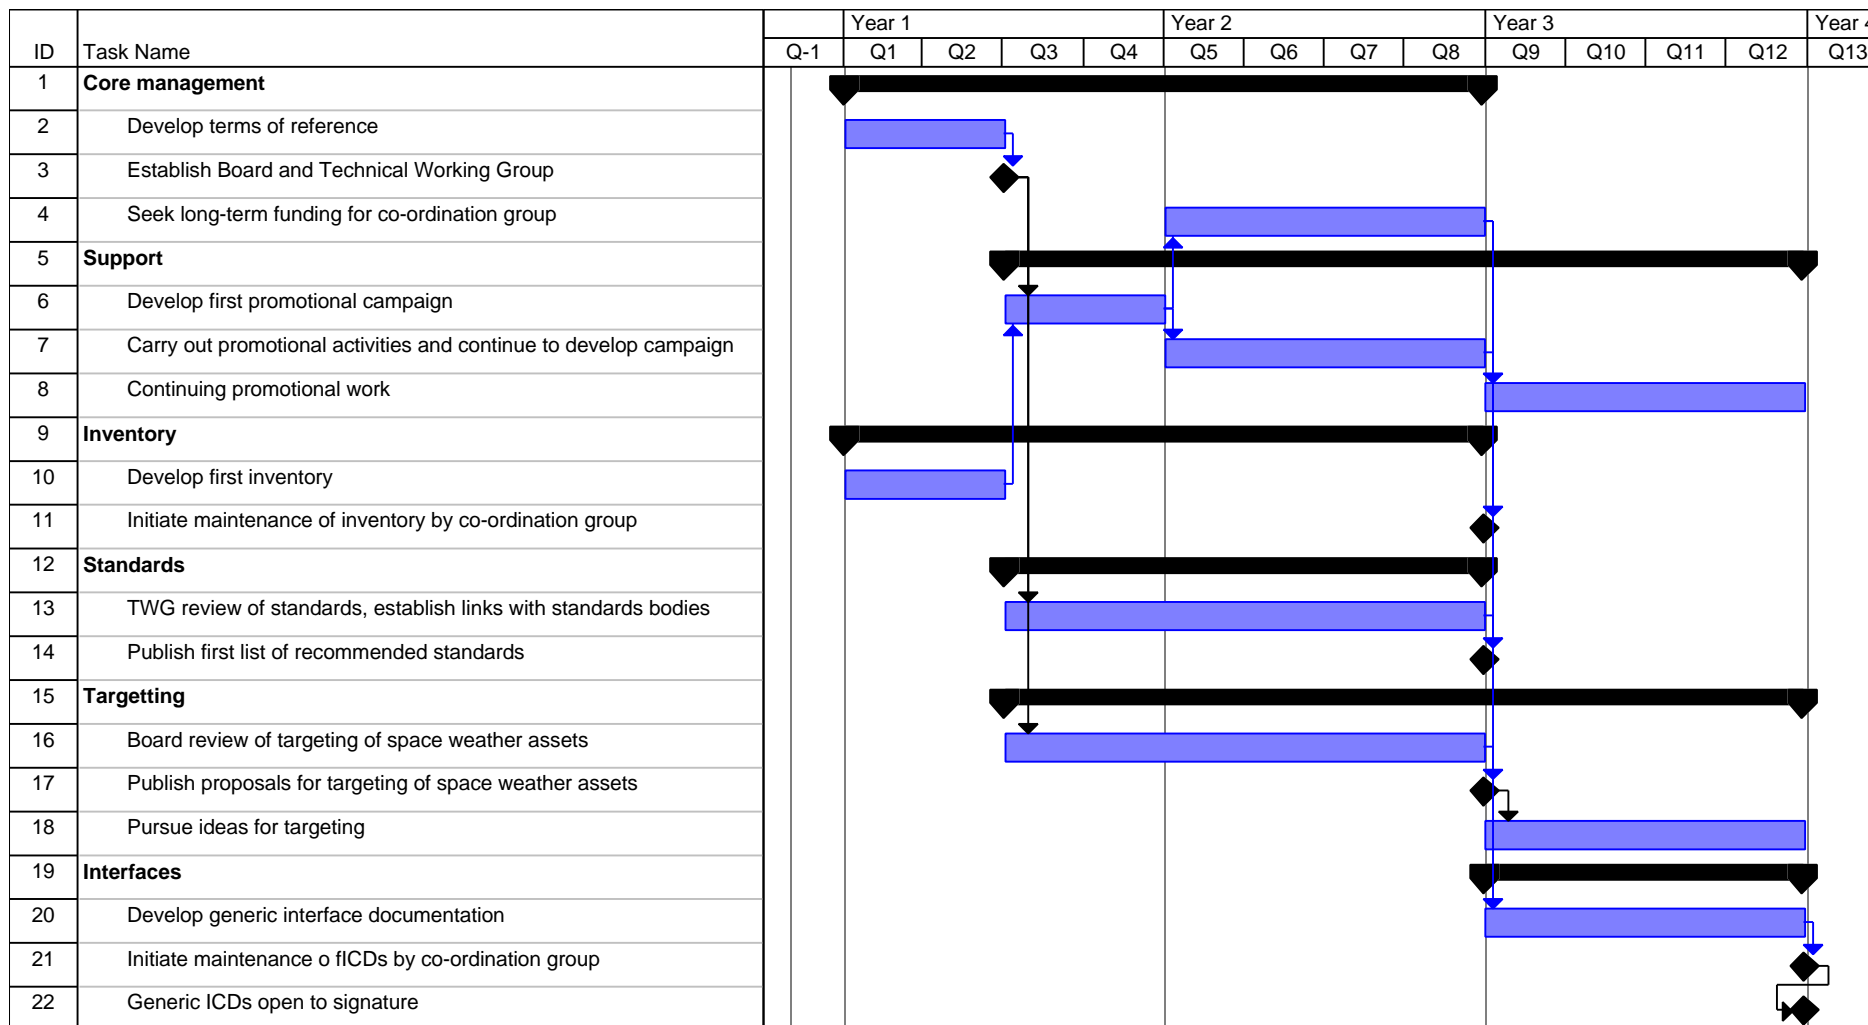 Year 1 Year 2 Year 3 Year 4
ID Task Name Q-1 Q1 Q2 Q3 Q4 Q5 Q6 Q7 Q8 Q9 Q10 Q11 Q12 Q13
1 Core management
2 Develop terms of reference
3 Establish Board and Technical Working Group
4 Seek long-term funding for co-ordination group
5 Support
6 Develop first promotional campaign
7 Carry out promotional activities and continue to develop campaign
8 Continuing promotional work
9 Inventory
10 Develop first inventory
11 Initiate maintenance of inventory by co-ordination group
12 Standards
13 TWG review of standards, establish links with standards bodies
14 Publish first list of recommended standards
15 Targetting
16 Board review of targeting of space weather assets
17 Publish proposals for targeting of space weather assets
18 Pursue ideas for targeting
19 Interfaces
20 Develop generic interface documentation
21 Initiate maintenance o fICDs by co-ordination group
22 Generic ICDs open to signature